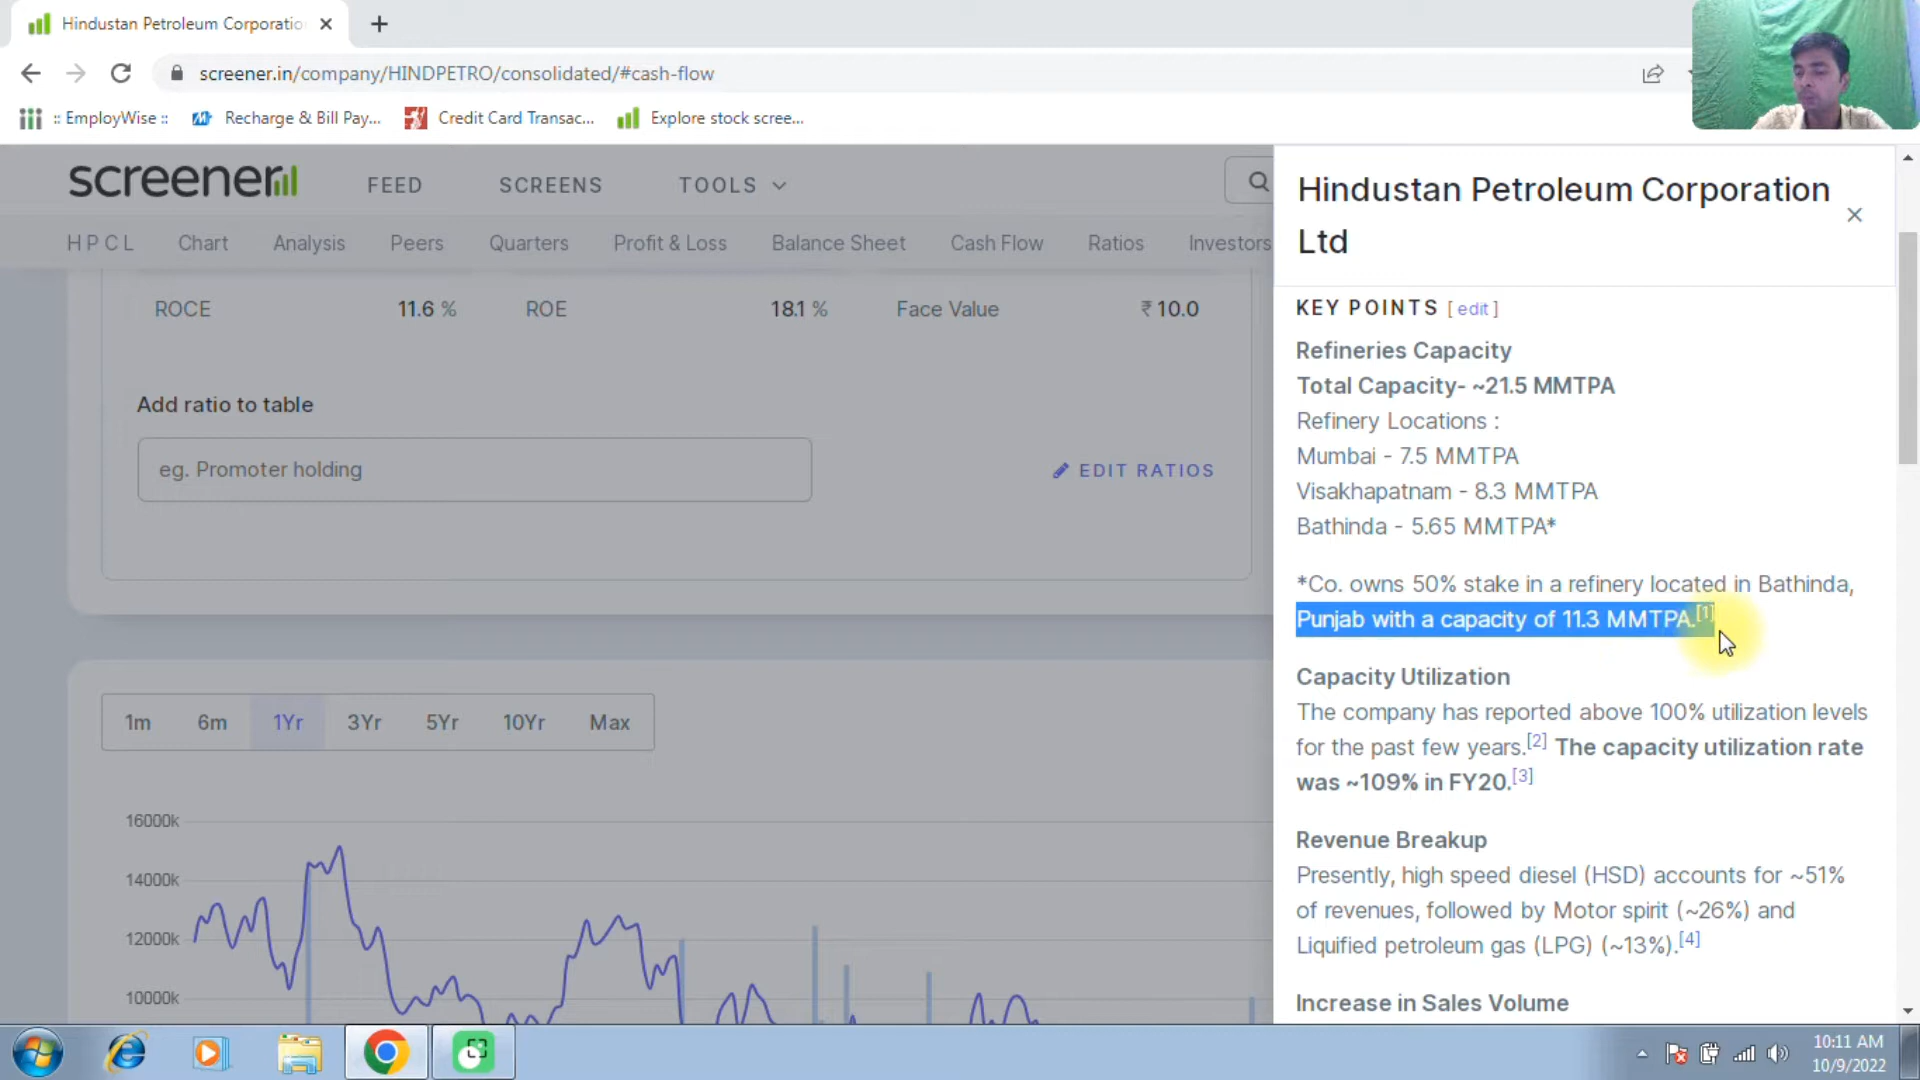 Hindustan Petroleum Corporatio
screener.in/company/HINDPETRO/consolidated/#cash-flow
:: EmployWise ::
Recharge & Bill Pay...
Credit Card Transac...
Explore stock scree...
screener
FEED
SCREENS
TOOLS
H P C L
Chart
Analysis
Peers
Quarters
Profit & Loss
Balance Sheet
Cash Flow
Ratios
Investors
ROCE
11.6 %
ROE
18.1 %
Face Value
₹ 10.0
Add ratio to table
eg. Promoter holding
EDIT RATIOS
1m
6m
1Yr
3Yr
5Yr
10Yr
Max
16000k
14000k
12000k
10000k
Hindustan Petroleum Corporation
Ltd
KEY POINTS [ edit ]
Refineries Capacity
Total Capacity- ~21.5 MMTPA
Refinery Locations :
Mumbai - 7.5 MMTPA
Visakhapatnam - 8.3 MMTPA
Bathinda - 5.65 MMTPA*
*Co. owns 50% stake in a refinery located in Bathinda,
Punjab with a capacity of 11.3 MMTPA.[1]
Capacity Utilization
The company has reported above 100% utilization levels
for the past few years.[2] The capacity utilization rate
was ~109% in FY20.[3]
Revenue Breakup
Presently, high speed diesel (HSD) accounts for ~51%
of revenues, followed by Motor spirit (~26%) and
Liquified petroleum gas (LPG) (~13%).[4]
Increase in Sales Volume
10:11 AM
10/9/2022